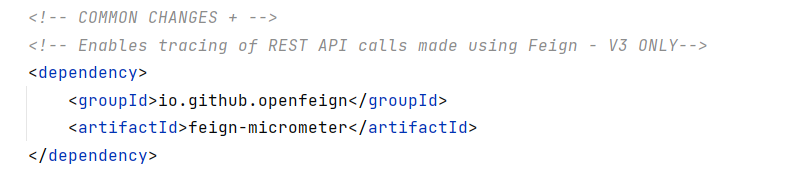 <!-- COMMON CHANGES + -->
<!-- Enables tracing of REST API calls made using Feign - V3 ONLY-->
<dependency>
    <groupId>io.github.openfeign</groupId>
    <artifactId>feign-micrometer</artifactId>
</dependency>